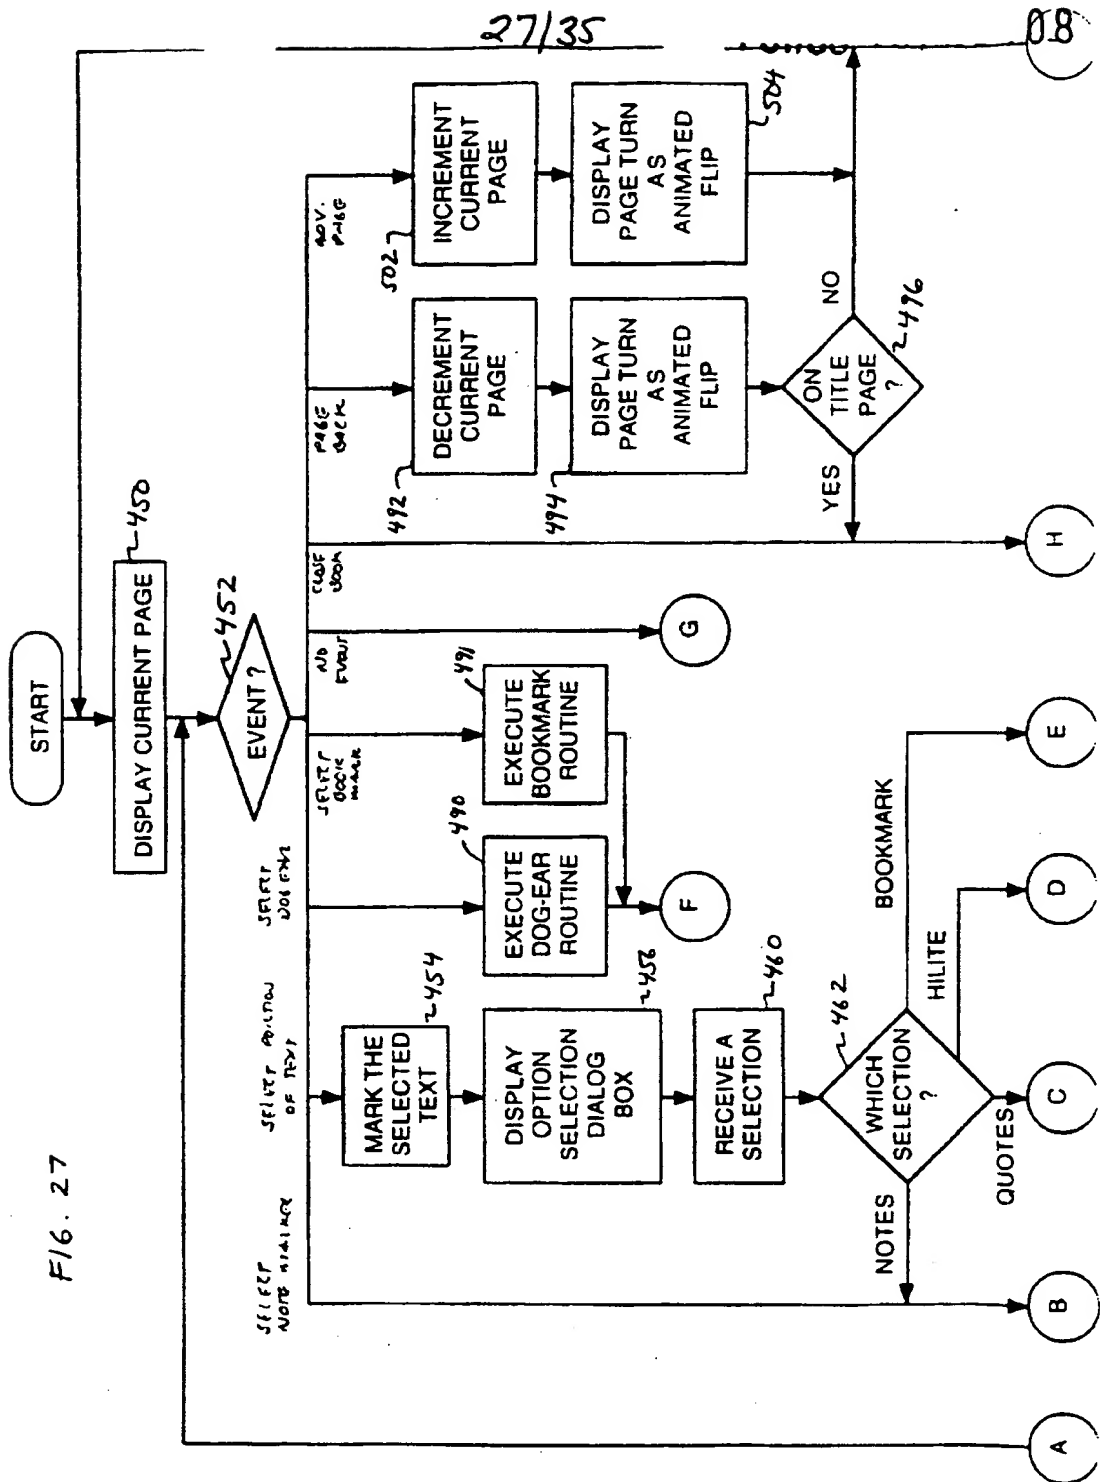 27/35
08
FIG. 27
START
DISPLAY CURRENT PAGE
450
EVENT?
452
SELECT
NOTE MARKER
SELECT PORTION
OF TEXT
SELECT
DOG EAR
SELECT
BOOK
MARK
NO
EVENT
CLOSE
BOOK
PAGE
BACK
ADV.
PAGE
MARK THE
SELECTED
TEXT
454
DISPLAY
OPTION
SELECTION
DIALOG
BOX
458
RECEIVE A
SELECTION
460
WHICH
SELECTION
?
462
NOTES
QUOTES
HILITE
BOOKMARK
EXECUTE
DOG-EAR
ROUTINE
490
EXECUTE
BOOKMARK
ROUTINE
491
F
G
DECREMENT
CURRENT
PAGE
492
DISPLAY
PAGE TURN
AS
ANIMATED
FLIP
494
ON
TITLE
PAGE
?
496
YES
NO
INCREMENT
CURRENT
PAGE
502
DISPLAY
PAGE TURN
AS
ANIMATED
FLIP
504
A
B
C
D
E
H